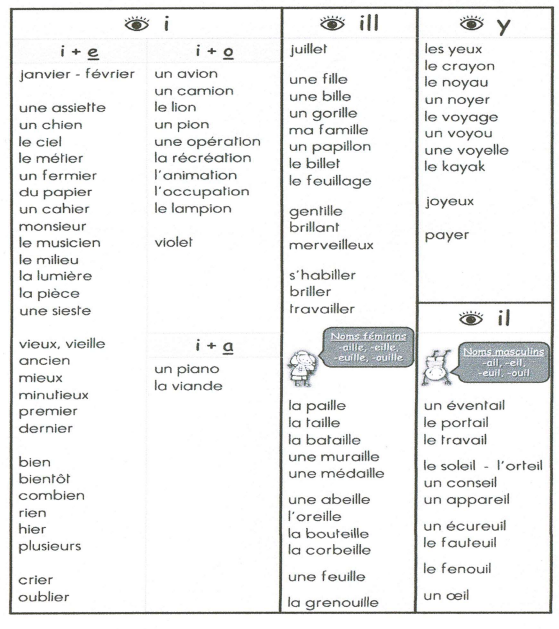 i
i + e
janvier - février
une assiette
un chien
le ciel
le métier
un fermier
du papier
un cahier
monsieur
le musicien
le milieu
la lumière
la pièce
une sieste
vieux, vieille
ancien
mieux
minutieux
premier
dernier
bien
bientôt
combien
rien
hier
plusieurs
crier
oublier
i + o
un avion
un camion
le lion
un pion
une opération
la récréation
l'animation
l'occupation
le lampion
violet
i + a
un piano
la viande
ill
juillet
une fille
une bille
un gorille
ma famille
un papillon
le billet
le feuillage
gentille
brillant
merveilleux
s'habiller
briller
travailler
Noms féminins
-aille, -eille,
-euille, -ouille
la paille
la taille
la bataille
une muraille
une médaille
une abeille
l'oreille
la bouteille
la corbeille
une feuille
la grenouille
y
les yeux
le crayon
le noyau
un noyer
le voyage
un voyou
une voyelle
le kayak
joyeux
payer
il
Noms masculins
-ail, -eil,
-euil, -ouil
un éventail
le portail
le travail
le soleil - l'orteil
un conseil
un appareil
un écureuil
le fauteuil
le fenouil
un œil